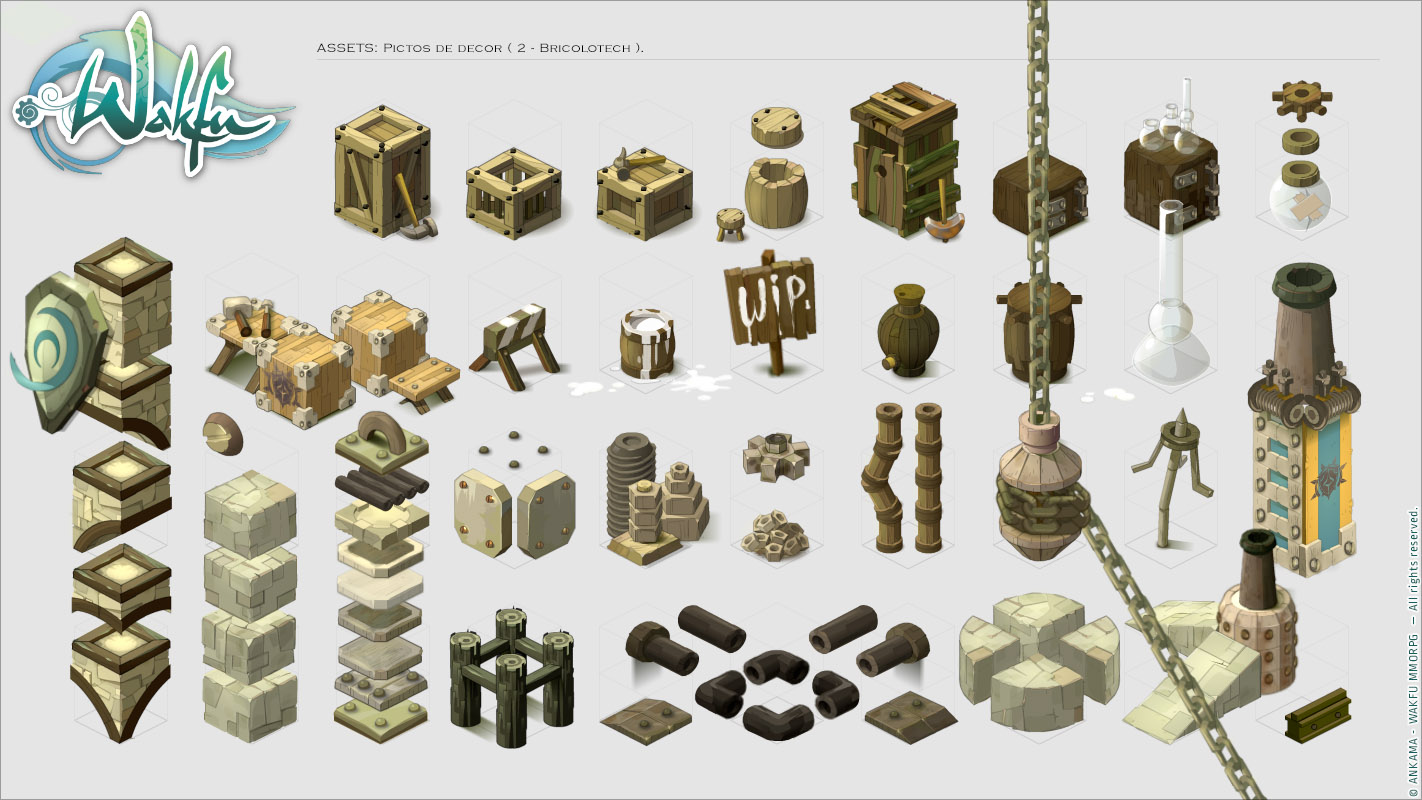 Wakfu
ASSETS: Pictos de decor ( 2 - Bricolotech ).
WiP.
© ANKAMA - WAKFU MMORPG — All rights reserved.